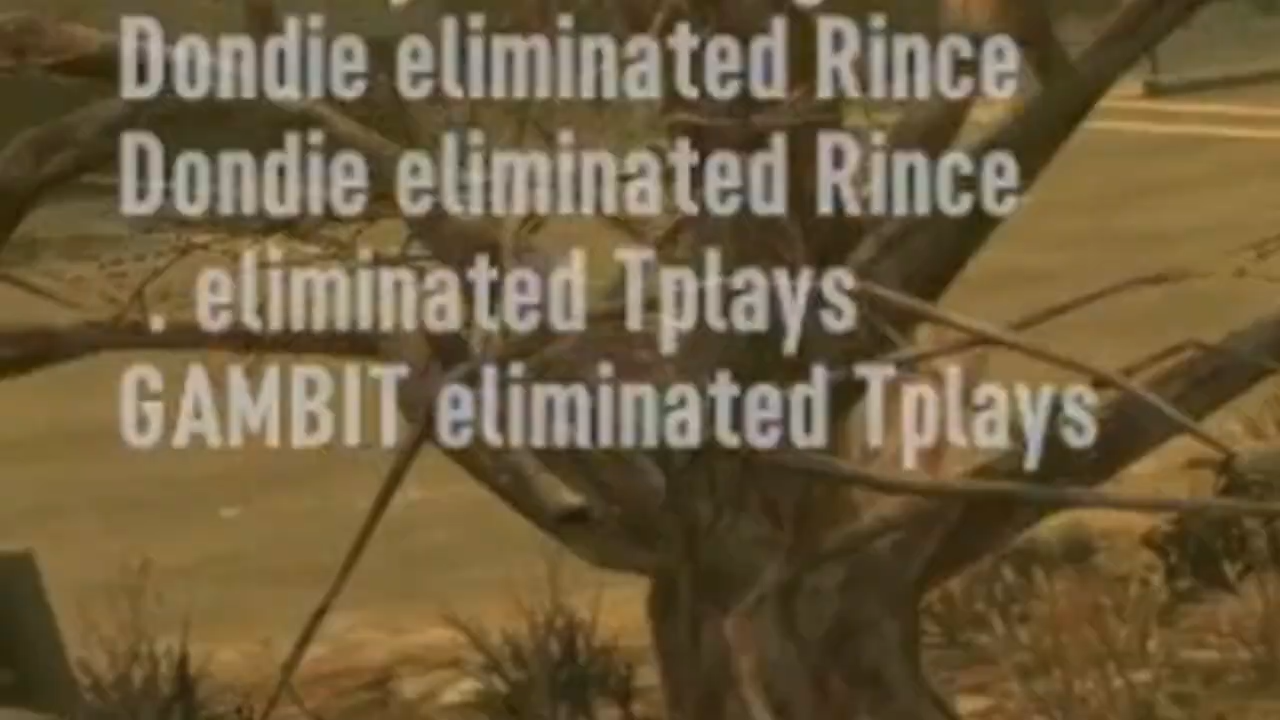 Dondie eliminated Rince
Dondie eliminated Rince
. eliminated Tplays
GAMBIT eliminated Tplays